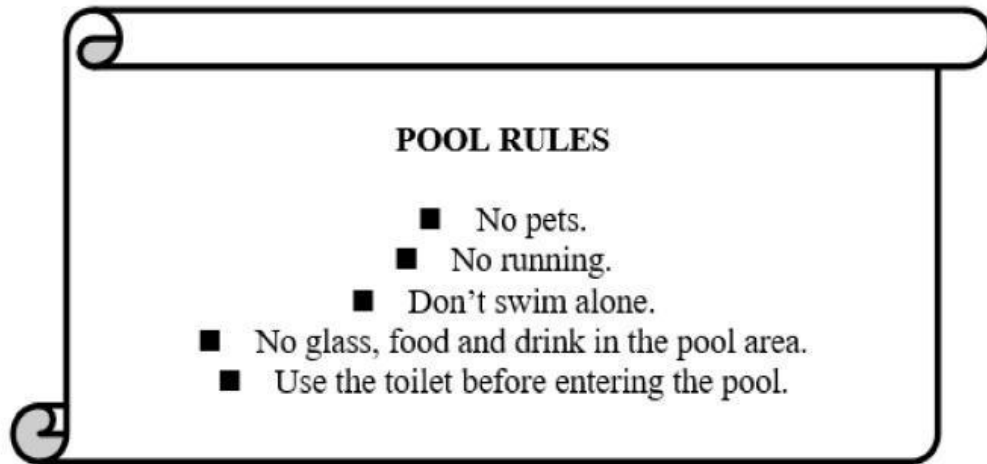 POOL RULES
■ No pets.
■ No running.
■ Don’t swim alone.
■ No glass, food and drink in the pool area.
■ Use the toilet before entering the pool.